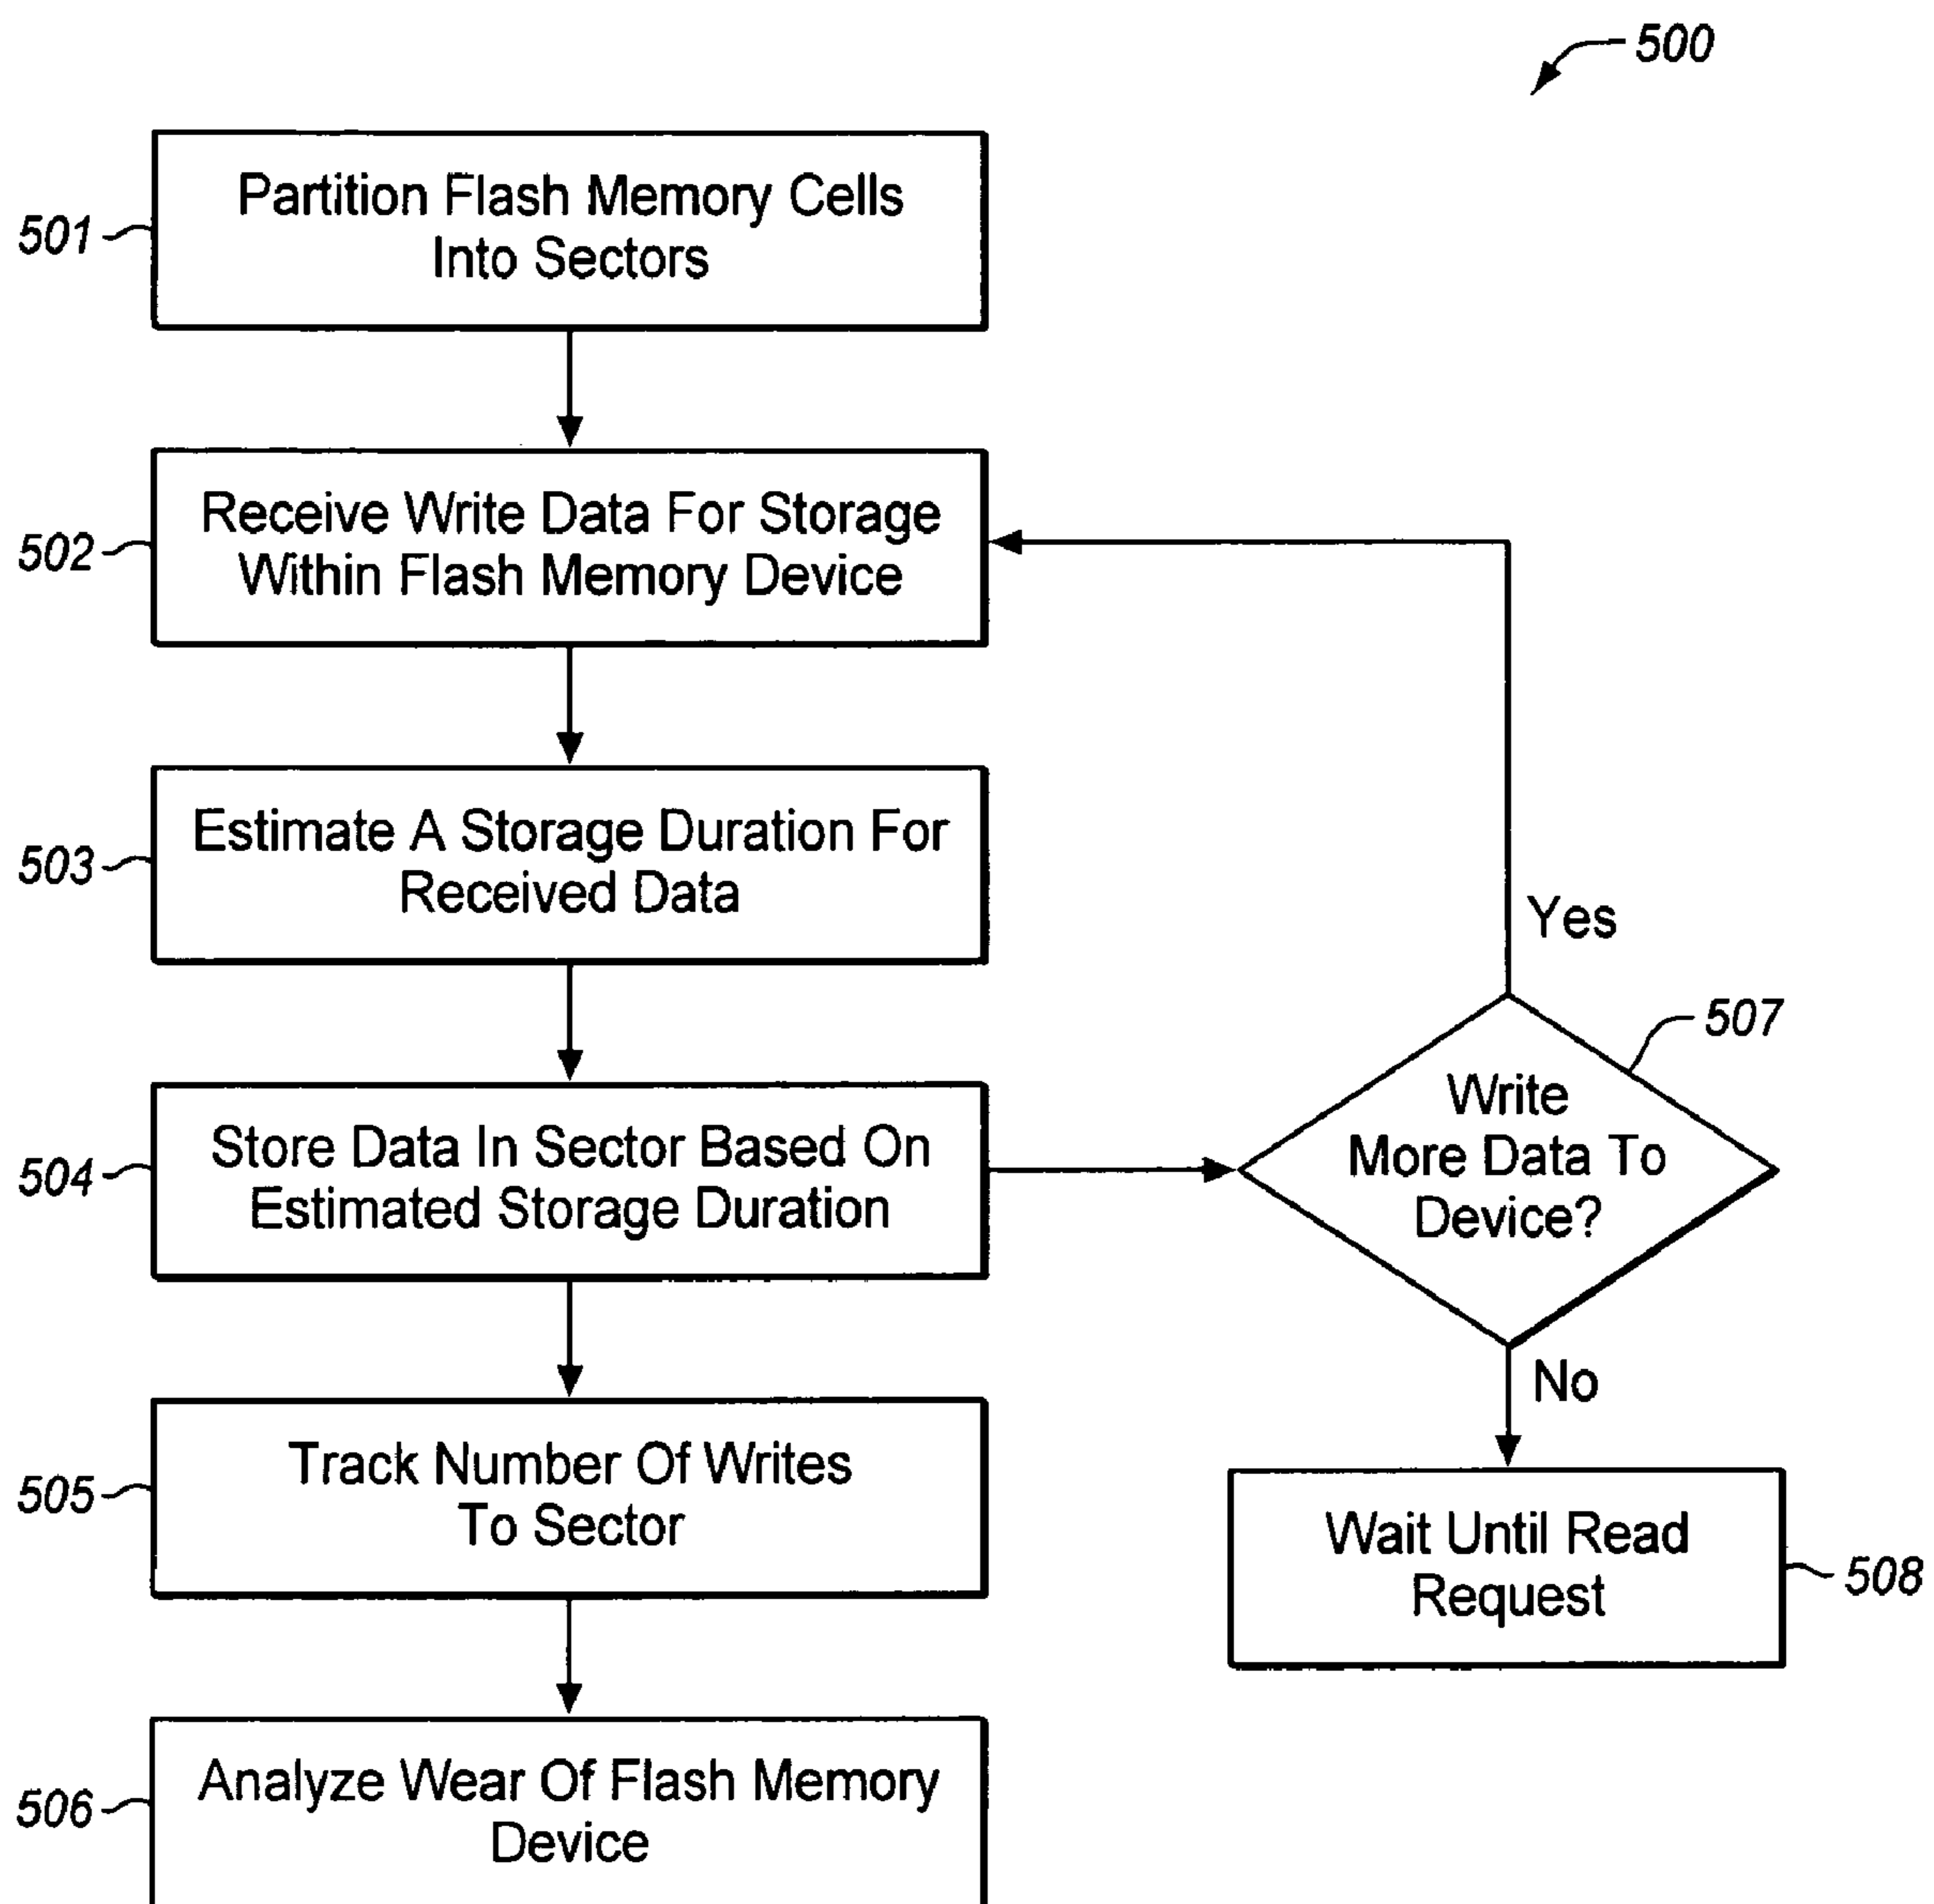 500
501
Partition Flash Memory Cells
Into Sectors
502
Receive Write Data For Storage
Within Flash Memory Device
503
Estimate A Storage Duration For
Received Data
504
Store Data In Sector Based On
Estimated Storage Duration
505
Track Number Of Writes
To Sector
506
Analyze Wear Of Flash Memory
Device
Yes
507
Write
More Data To
Device?
No
Wait Until Read
Request
508